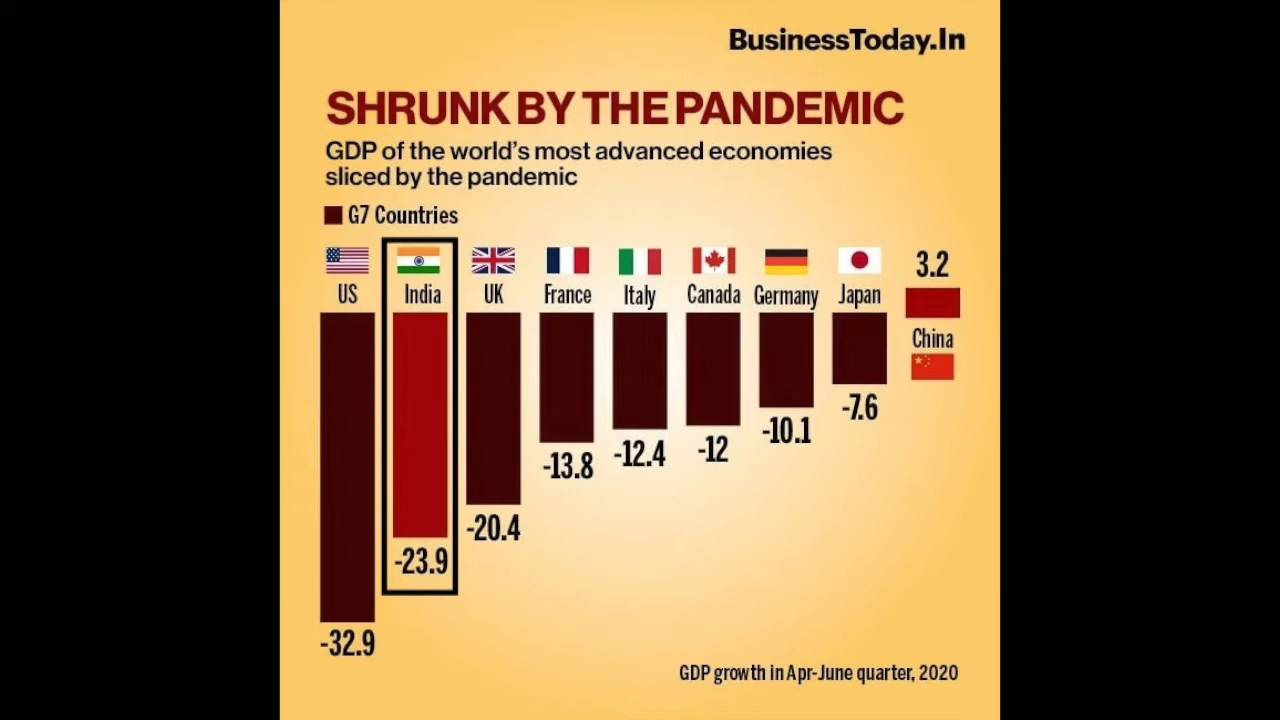 BusinessToday.In
SHRUNK BY THE PANDEMIC
GDP of the world's most advanced economies
sliced by the pandemic
G7 Countries
US India UK France Italy Canada Germany Japan 3.2
China
-7.6
-10.1
-12
-12.4
-13.8
-20.4
-23.9
-32.9
GDP growth in Apr-June quarter, 2020